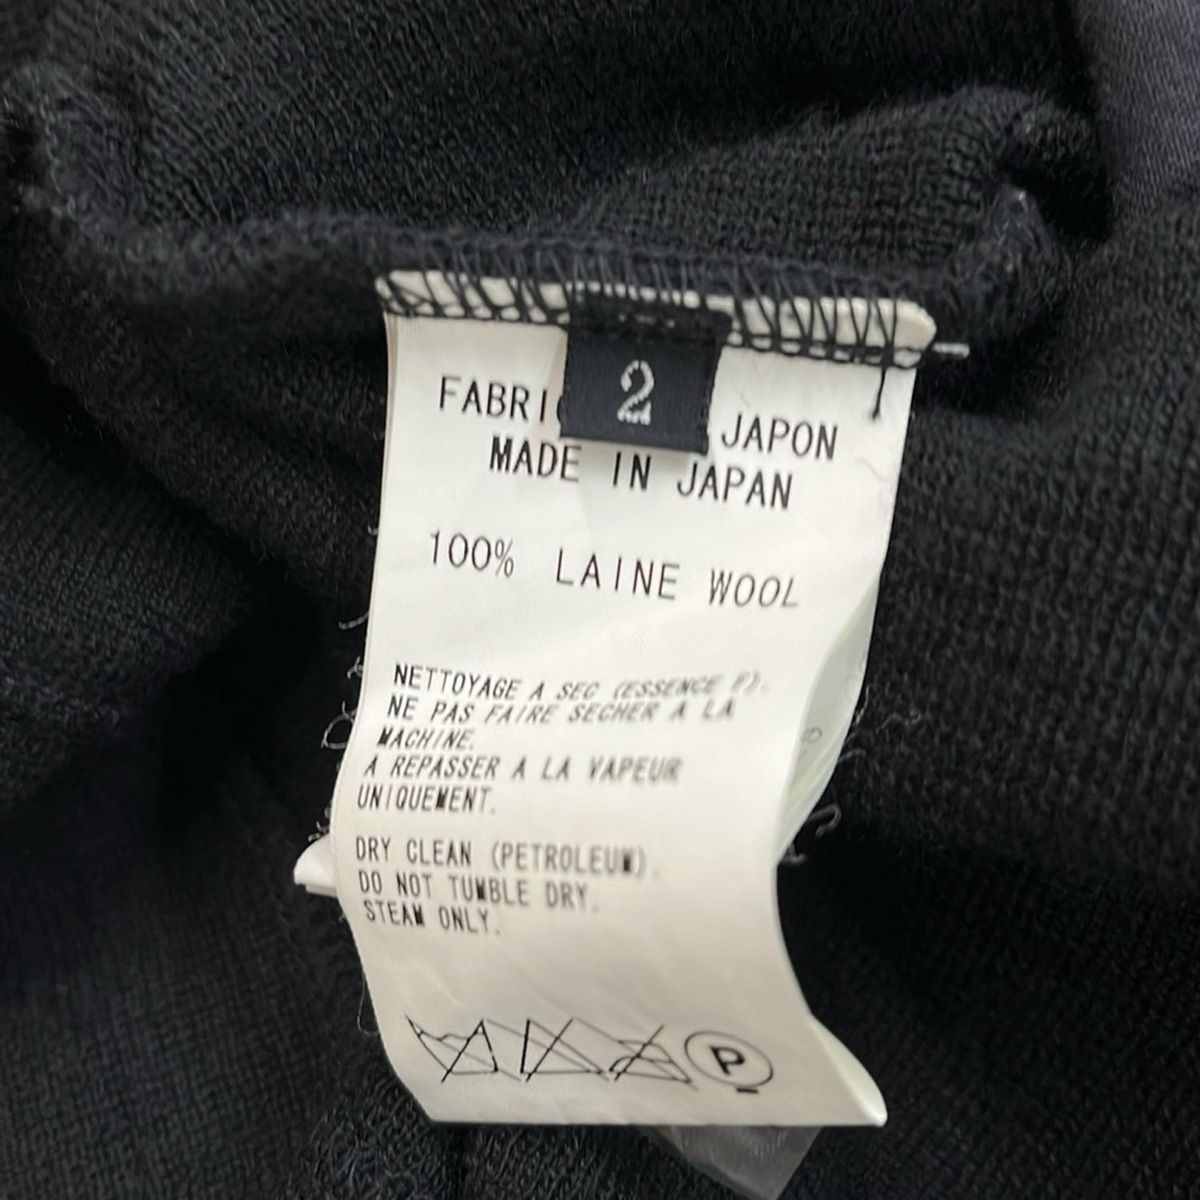 2
FABRI JAPON
MADE IN JAPAN
100% LAINE WOOL
NETTOYAGE A SEC (ESSENCE F).
NE PAS FAIRE SECHER A LA
MACHINE.
A REPASSER A LA VAPEUR
UNIQUEMENT.
DRY CLEAN (PETROLEUM).
DO NOT TUMBLE DRY.
STEAM ONLY.
P